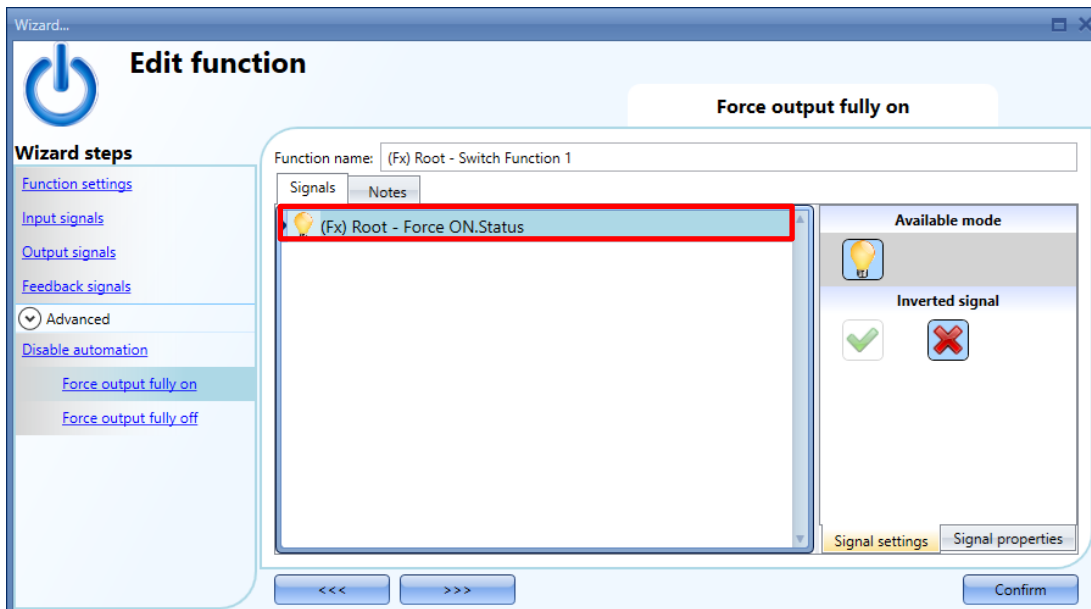 Wizard...
Edit function
Force output fully on
Wizard steps
Function settings
Input signals
Output signals
Feedback signals
Advanced
Disable automation
Force output fully on
Force output fully off
Function name: (Fx) Root - Switch Function 1
Signals Notes
(Fx) Root - Force ON.Status
Available mode
Inverted signal
Signal settings Signal properties
<<< >>> Confirm